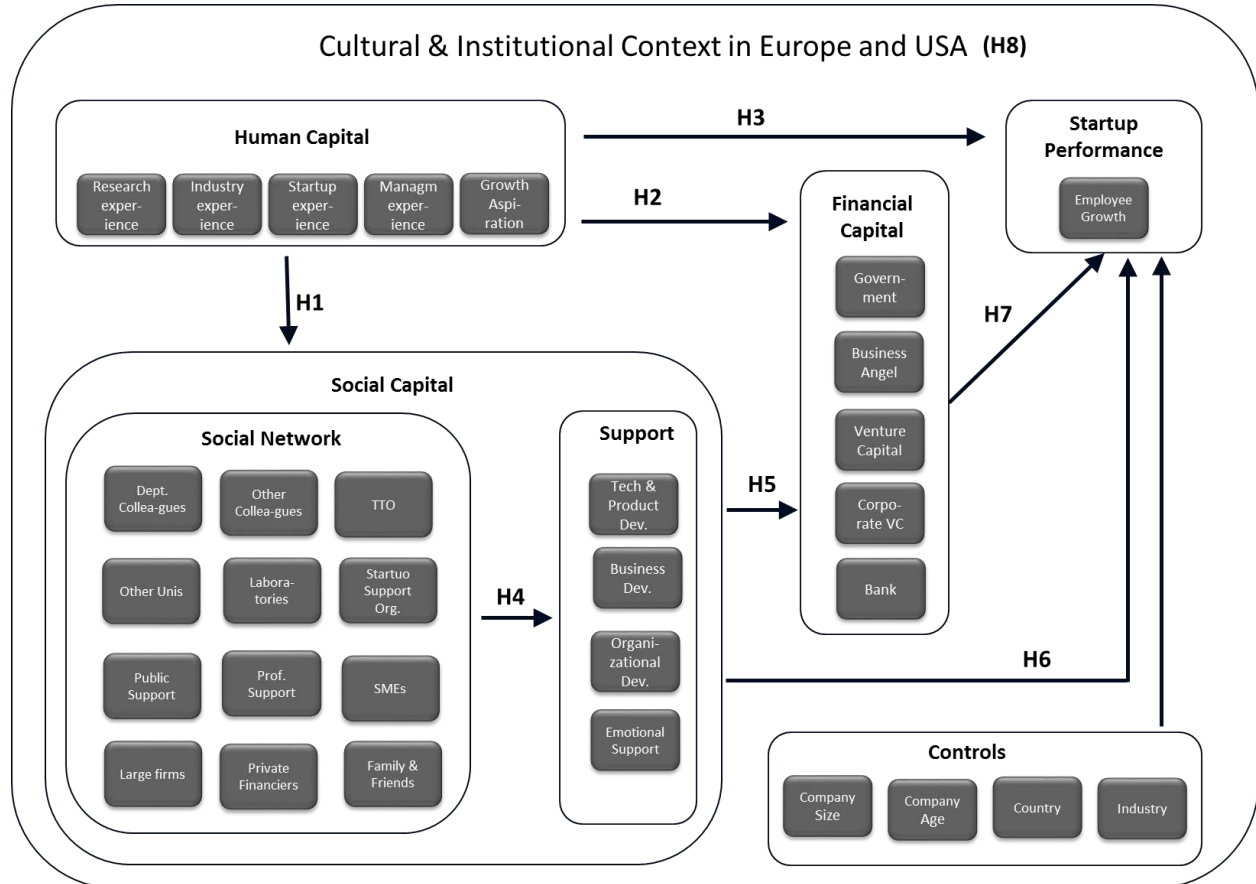 Cultural & Institutional Context in Europe and USA (H8)
Human Capital
Research
exper-
ience
Industry
exper-
ience
Startup
exper-
ience
Managm
exper-
ience
Growth
Aspi-
ration
H3
Startup
Performance
Employee
Growth
H2
Financial
Capital
Govern-
ment
Business
Angel
Venture
Capital
Corpo-
rate VC
Bank
H7
H1
Social Capital
Social Network
Dept.
Collea-gues
Other
Collea-gues
TTO
Other Unis
Labora-
tories
Startuo
Support
Org.
Public
Support
Prof.
Support
SMEs
Large firms
Private
Financiers
Family &
Friends
H4
Support
Tech &
Product
Dev.
Business
Dev.
Organi-
zational
Dev.
Emotional
Support
H5
H6
Controls
Company
Size
Company
Age
Country
Industry